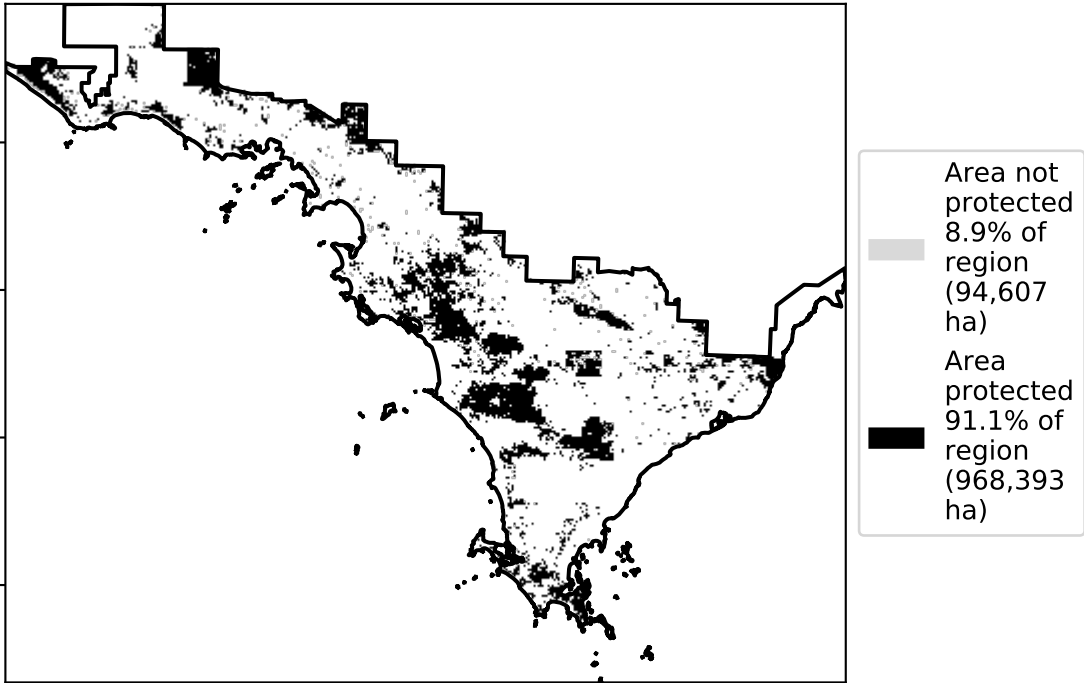 Area not
protected
8.9% of
region
(94,607
ha)
Area
protected
91.1% of
region
(968,393
ha)